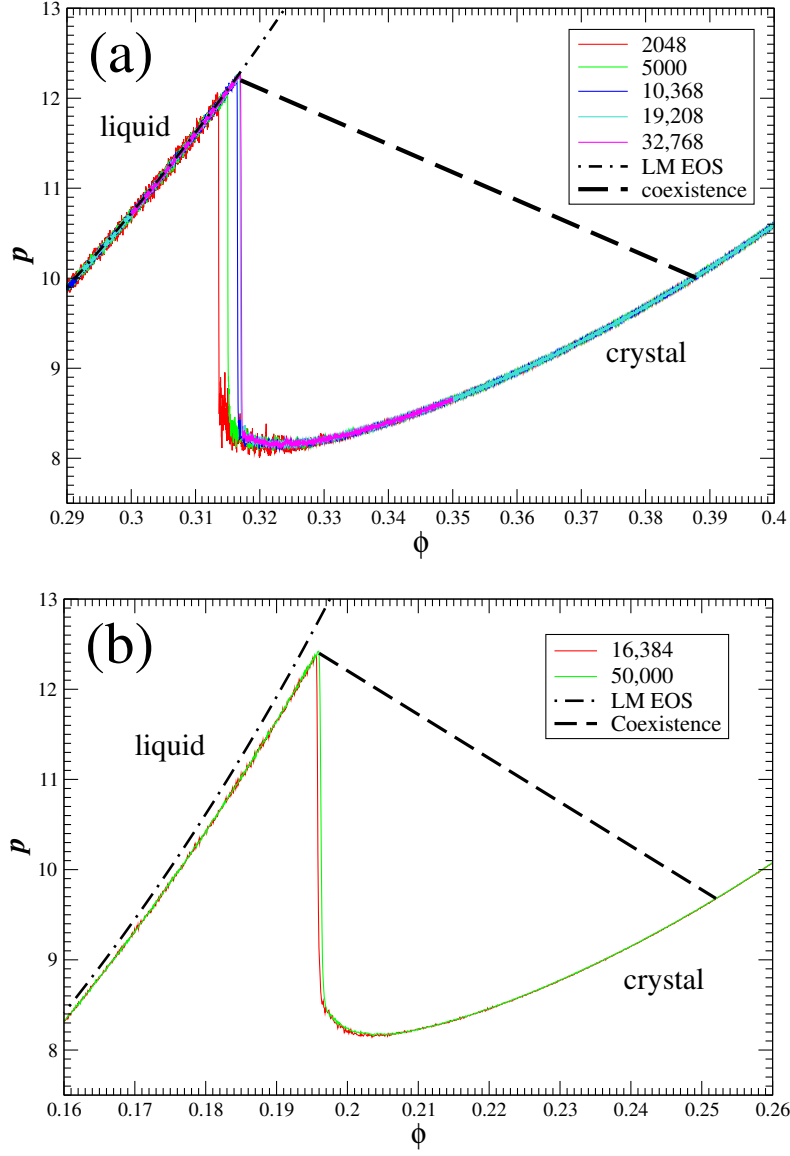 (a)
13
12
11
10
9
8
p
liquid
crystal
2048
5000
10,368
19,208
32,768
LM EOS
coexistence
0.29 0.3 0.31 0.32 0.33 0.34 0.35 0.36 0.37 0.38 0.39 0.4
ϕ
(b)
13
12
11
10
9
8
p
liquid
crystal
16,384
50,000
LM EOS
Coexistence
0.16 0.17 0.18 0.19 0.2 0.21 0.22 0.23 0.24 0.25 0.26
ϕ